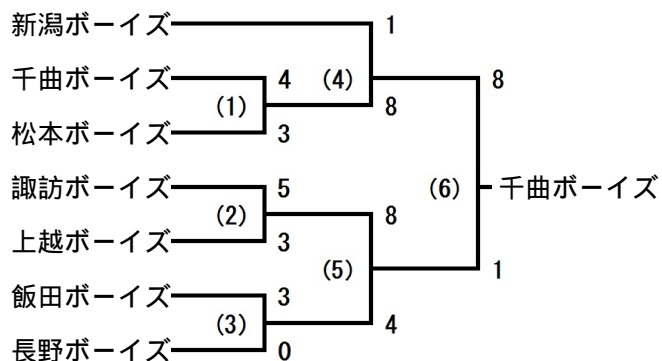 新潟ボーイズ 1
千曲ボーイズ 4 (4) 8
(1) 8
松本ボーイズ 3
諏訪ボーイズ 5 (6) 千曲ボーイズ
(2) 8
上越ボーイズ 3
(5) 1
飯田ボーイズ 3
(3) 4
長野ボーイズ 0